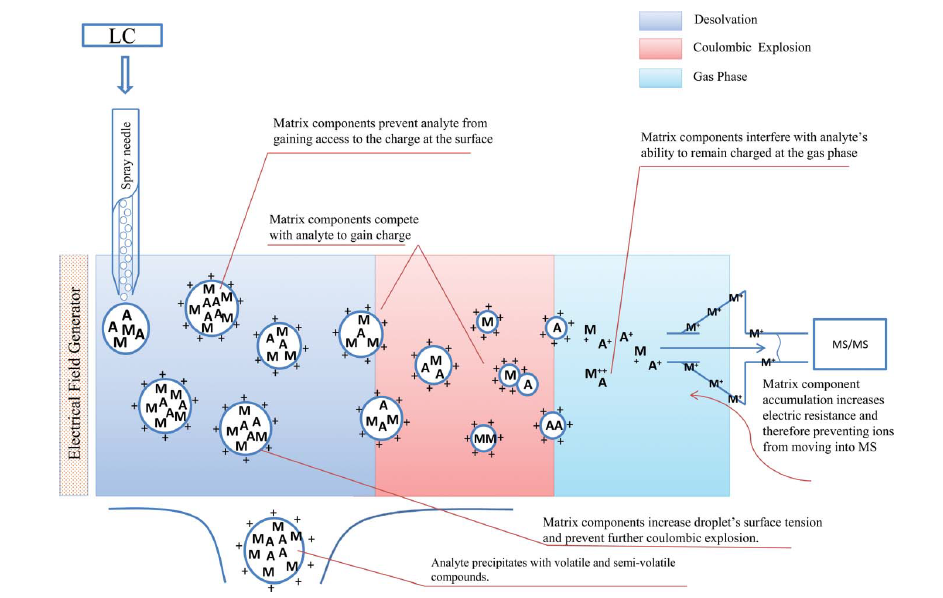 LC
Desolvation
Coulombic Explosion
Gas Phase
Spray needle
Matrix components prevent analyte from
gaining access to the charge at the surface
Matrix components interfere with analyte's
ability to remain charged at the gas phase
Matrix components compete
with analyte to gain charge
Electrical Field Generator
A
A M A
M
M
A A M
M A
A M
M
A M
A
M M
M
A M
M M
M A
A A
M
M
A A
M A M
M
A
A
M A M
M
A M
A
M
M
A
M M
A A
A
M
A⁺
A⁺
M
+
A⁺
M⁺⁺
A
M⁺
M⁺
M⁺
M⁺
M⁺
M⁺
M⁺
M⁺
MS/MS
Matrix component
accumulation increases
electric resistance and
therefore preventing ions
from moving into MS
Matrix components increase droplet's surface tension
and prevent further coulombic explosion.
M
M A M
A A
M A M
M
Analyte precipitates with volatile and semi-volatile
compounds.